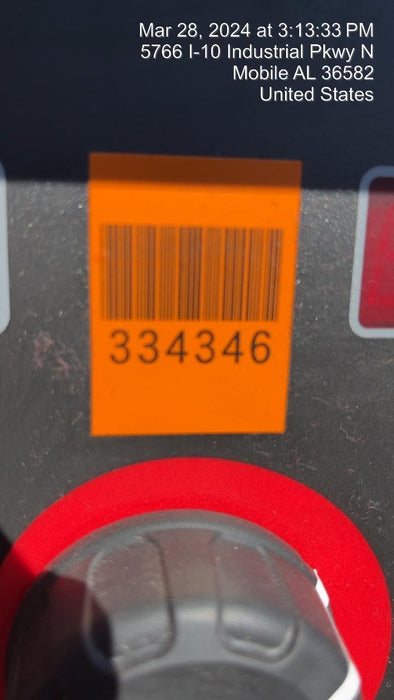 Mar 28, 2024 at 3:13:33 PM
5766 I-10 Industrial Pkwy N
Mobile AL 36582
United States
334346